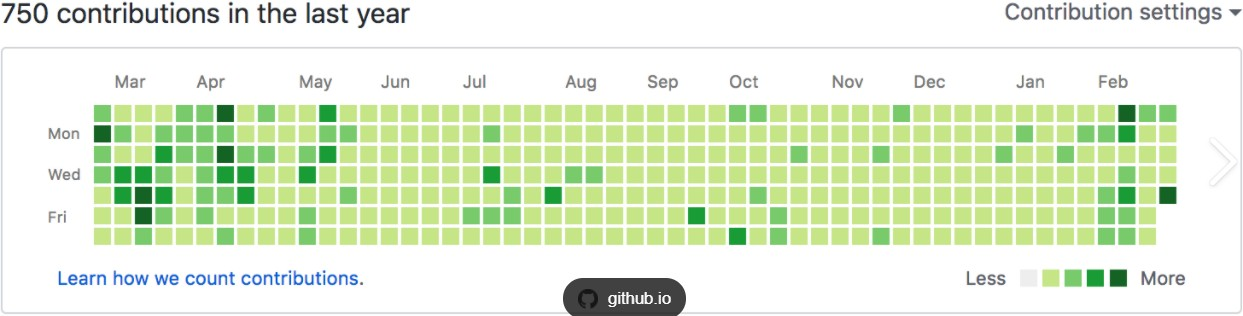 750 contributions in the last year
Contribution settings
Mar Apr May Jun Jul Aug Sep Oct Nov Dec Jan Feb
Mon
Wed
Fri
Learn how we count contributions.
Less More
github.io